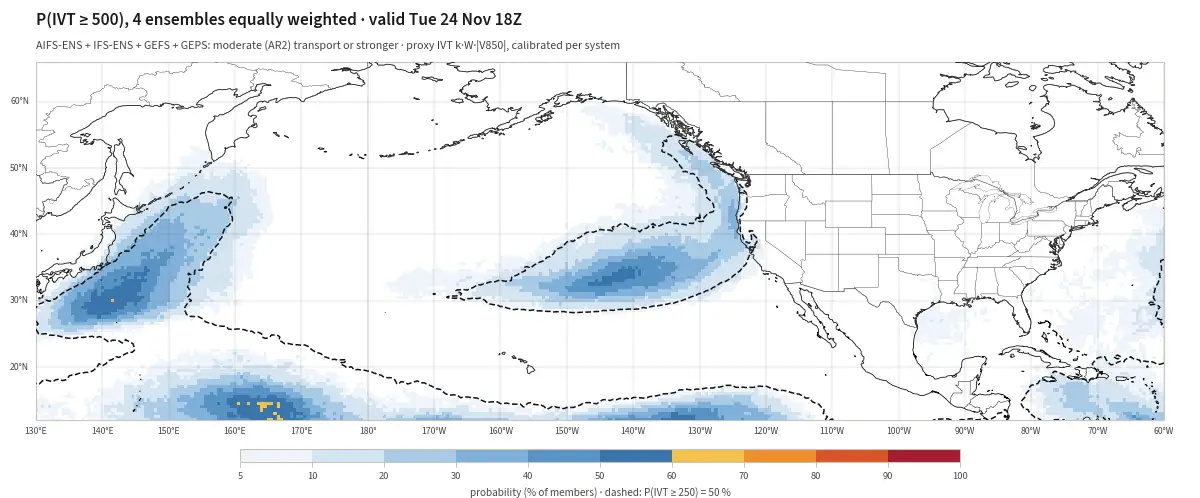 P(IVT ≥ 500), 4 ensembles equally weighted · valid Tue 24 Nov 18Z
AIFS-ENS + IFS-ENS + GEFS + GEPS: moderate (AR2) transport or stronger · proxy IVT k·W·|V850|, calibrated per system
60°N
50°N
40°N
30°N
20°N
130°E 140°E 150°E 160°E 170°E 180° 170°W 160°W 150°W 140°W 130°W 120°W 110°W 100°W 90°W 80°W 70°W 60°W
5 10 20 30 40 50 60 70 80 90 100
probability (% of members) · dashed: P(IVT ≥ 250) = 50 %